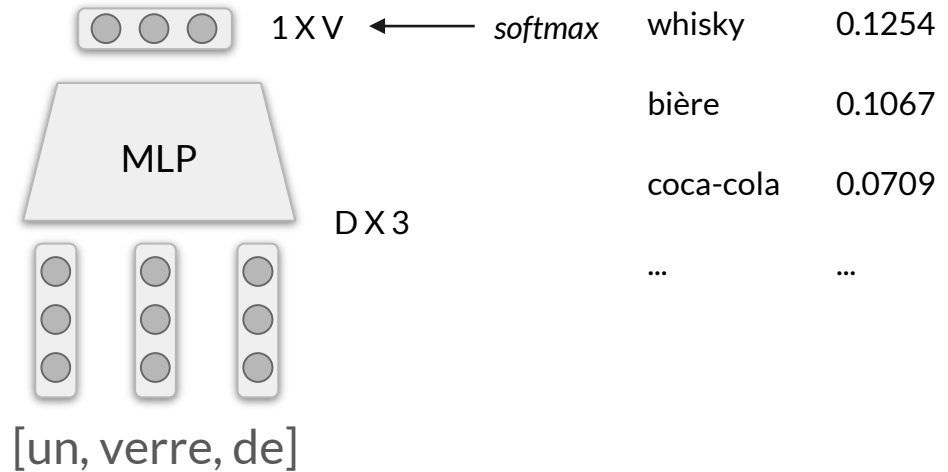 1 X V softmax whisky 0.1254
bière 0.1067
MLP
coca-cola 0.0709
D X 3
... ...
[un, verre, de]